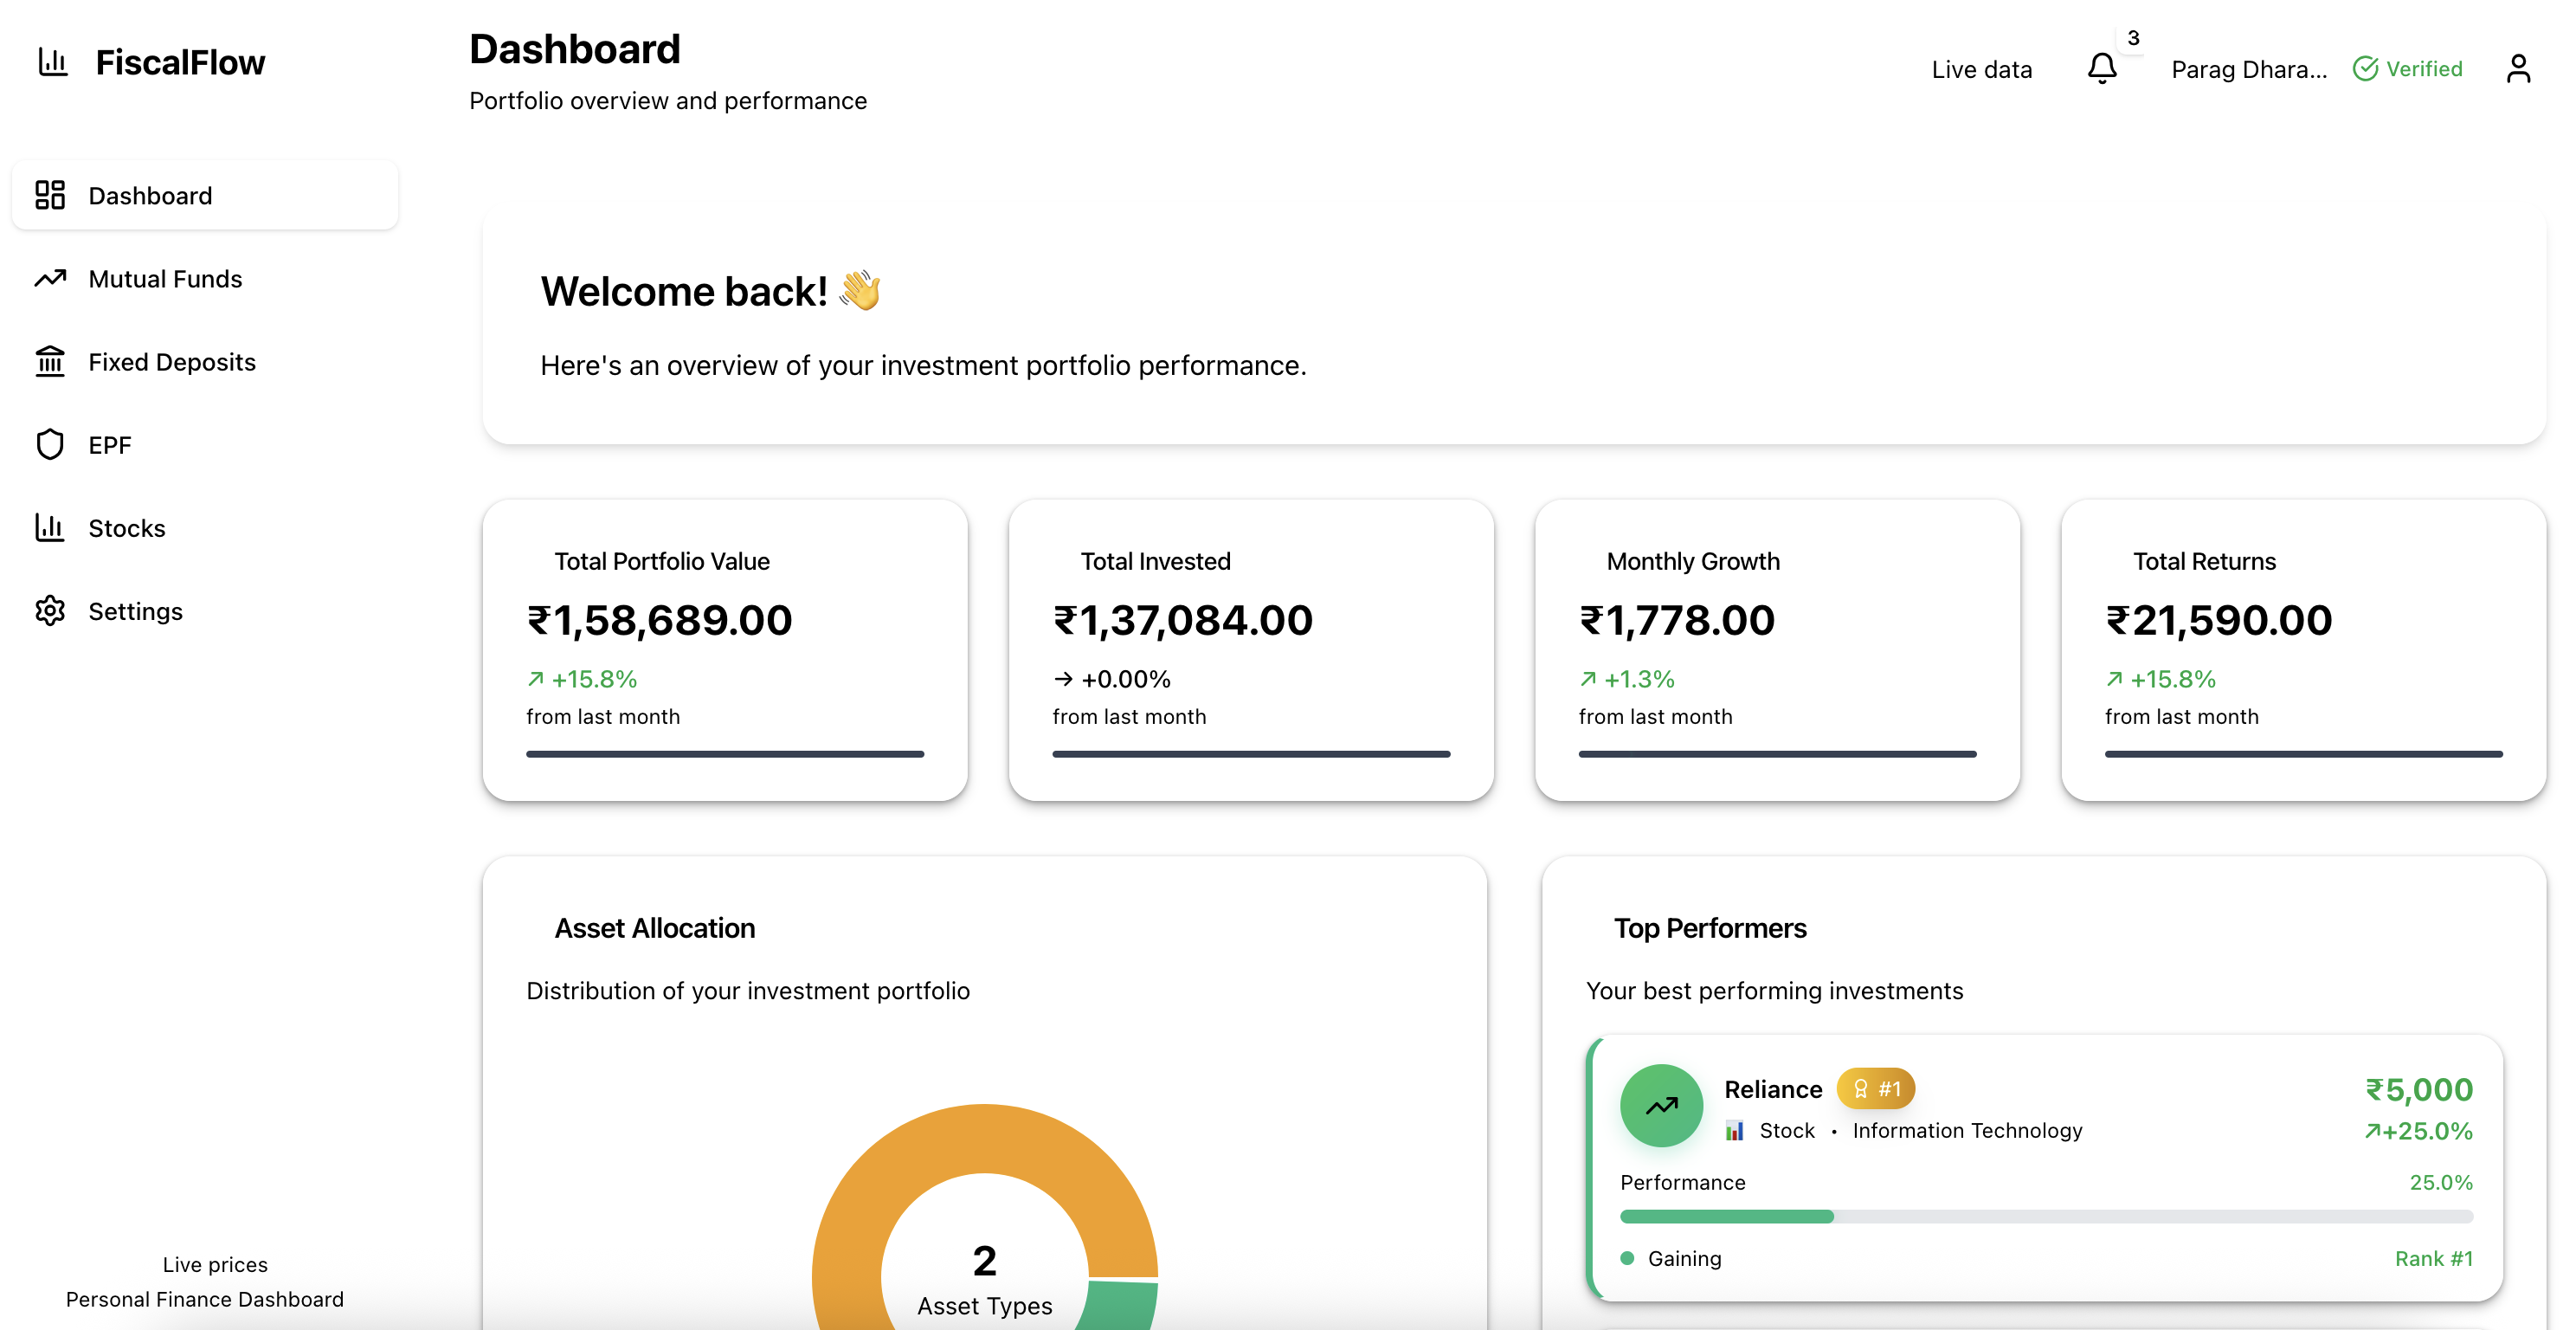 FiscalFlow
Dashboard
Mutual Funds
Fixed Deposits
EPF
Stocks
Settings
Live prices
Personal Finance Dashboard
Dashboard
Portfolio overview and performance
Live data
3
Parag Dhara...
Verified
Welcome back! 👋
Here's an overview of your investment portfolio performance.
Total Portfolio Value
₹1,58,689.00
↗ +15.8%
from last month
Total Invested
₹1,37,084.00
→ +0.00%
from last month
Monthly Growth
₹1,778.00
↗ +1.3%
from last month
Total Returns
₹21,590.00
↗ +15.8%
from last month
Asset Allocation
Distribution of your investment portfolio
2
Asset Types
Top Performers
Your best performing investments
Reliance #1 ₹5,000
📊 Stock • Information Technology ↗+25.0%
Performance 25.0%
Gaining Rank #1